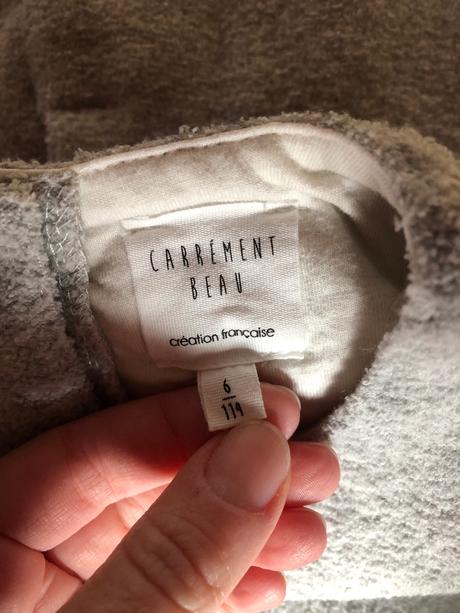 CARRÉMENT
BEAU
création française
6
114